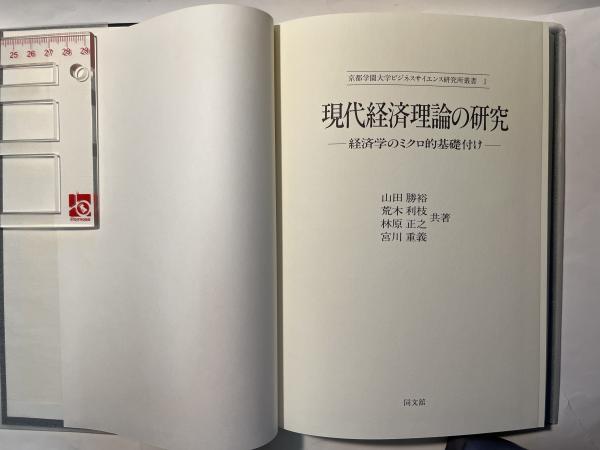 25 26 27 28 29
京都学園大学ビジネスサイエンス研究所叢書 1
現代経済理論の研究
―経済学のミクロ的基礎付け―
山田 勝裕
荒木 利枝
林原 正之
宮川 重義
共著
同文舘